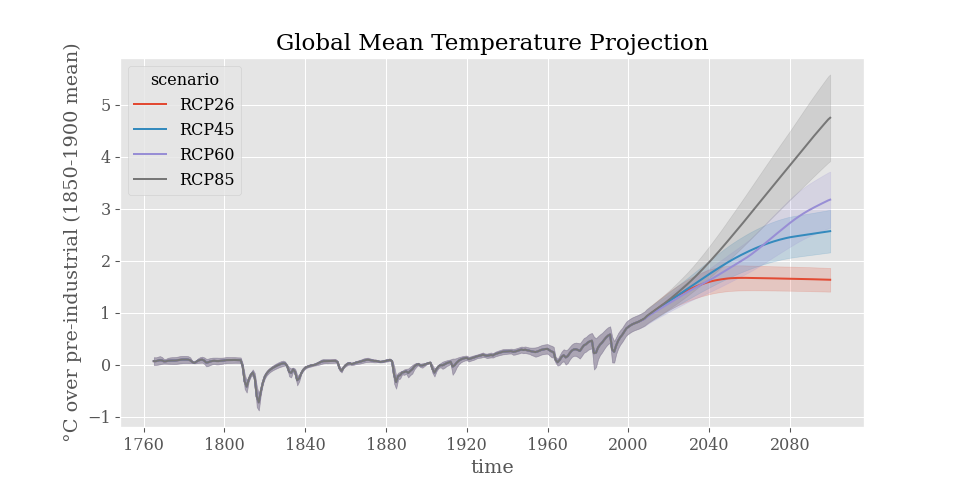 Global Mean Temperature Projection
°C over pre-industrial (1850-1900 mean)
scenario
RCP26
RCP45
RCP60
RCP85
5
4
3
2
1
0
−1
1760 1800 1840 1880 1920 1960 2000 2040 2080
time